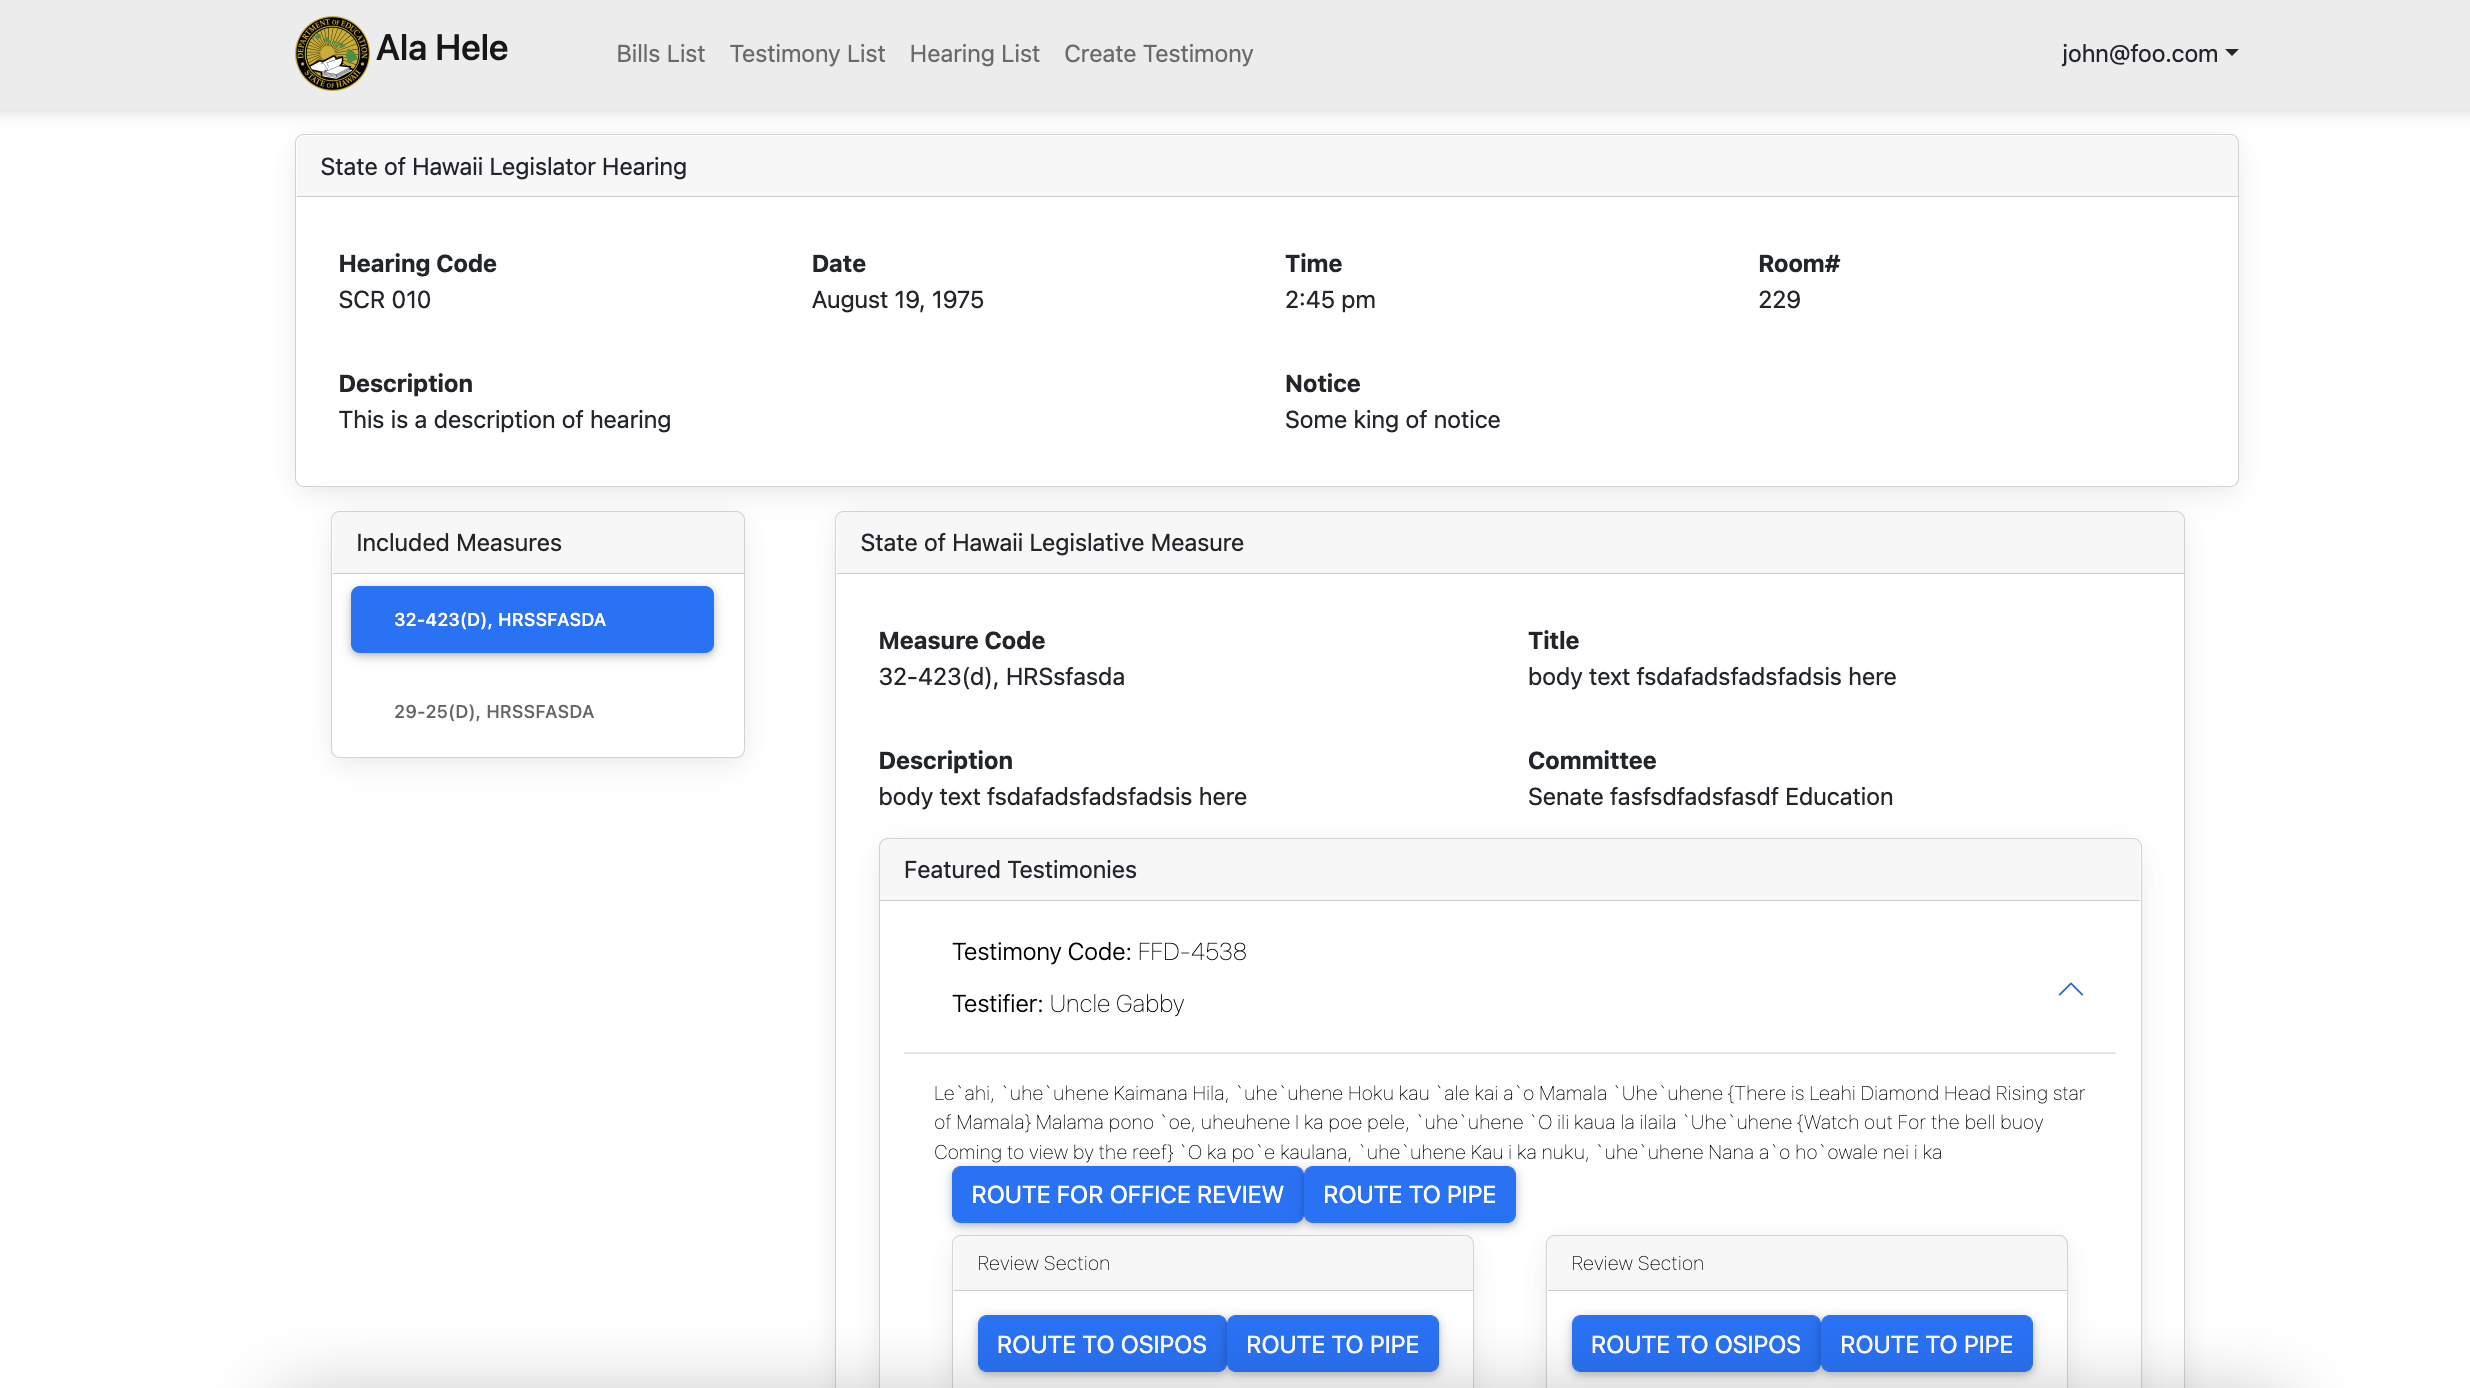 DEPARTMENT OF EDUCATION
STATE OF HAWAII
Ala Hele
Bills List Testimony List Hearing List Create Testimony
john@foo.com
State of Hawaii Legislator Hearing
Hearing Code Date Time Room#
SCR 010 August 19, 1975 2:45 pm 229
Description Notice
This is a description of hearing Some king of notice
Included Measures
32-423(D), HRSSFASDA
29-25(D), HRSSFASDA
State of Hawaii Legislative Measure
Measure Code Title
32-423(d), HRSsfasda body text fsdafadsfadsfadsis here
Description Committee
body text fsdafadsfadsfadsis here Senate fasfsdfadsfasdf Education
Featured Testimonies
Testimony Code: FFD-4538
Testifier: Uncle Gabby
Le`ahi, `uhe`uhene Kaimana Hila, `uhe`uhene Hoku kau `ale kai a`o Mamala `Uhe`uhene {There is Leahi Diamond Head Rising star
of Mamala} Malama pono `oe, uheuhene I ka poe pele, `uhe`uhene `O ili kaua la ilaila `Uhe`uhene {Watch out For the bell buoy
Coming to view by the reef} `O ka po`e kaulana, `uhe`uhene Kau i ka nuku, `uhe`uhene Nana a`o ho`owale nei i ka
ROUTE FOR OFFICE REVIEW ROUTE TO PIPE
Review Section Review Section
ROUTE TO OSIPOS ROUTE TO PIPE ROUTE TO OSIPOS ROUTE TO PIPE